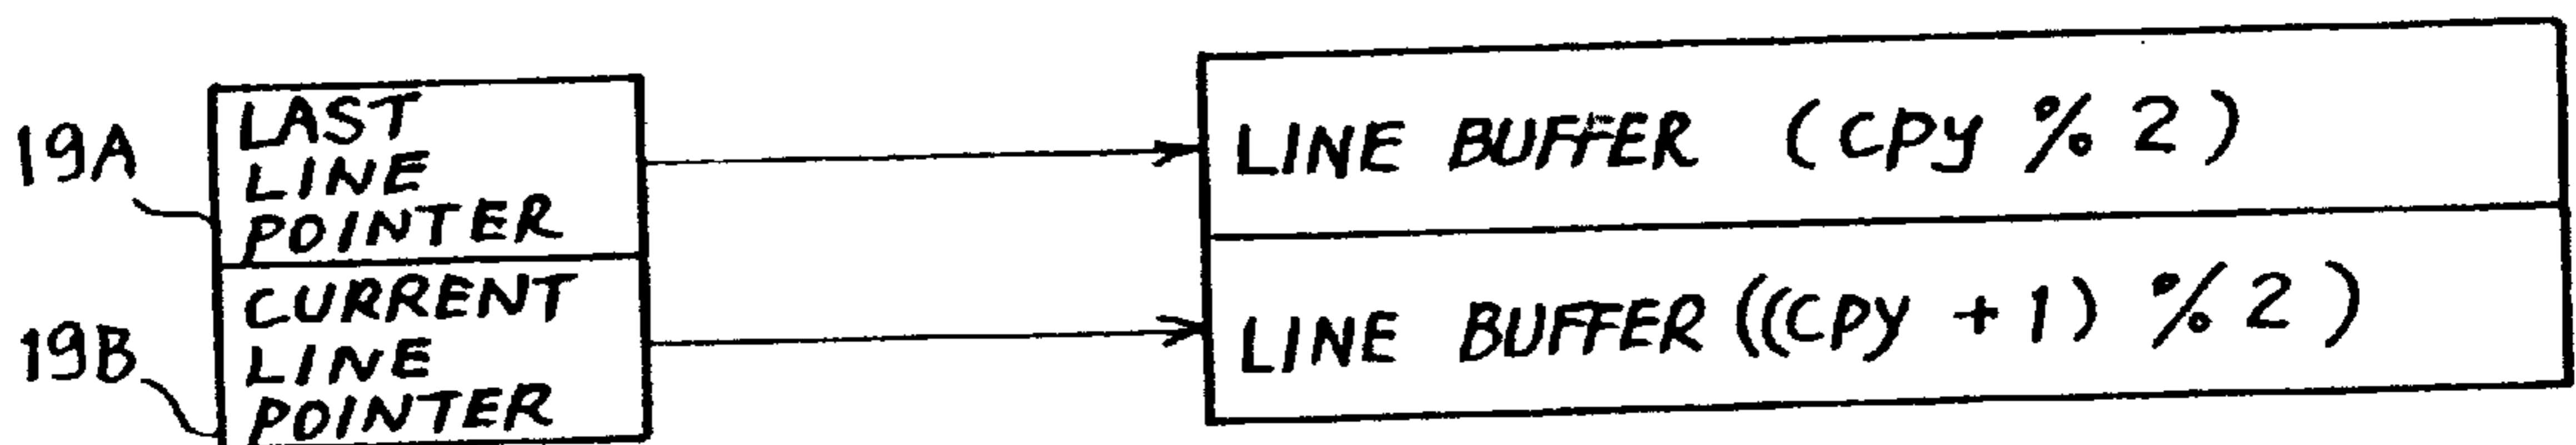 19A
LAST
LINE
POINTER
LINE BUFFER (CPY % 2)
19B
CURRENT
LINE
POINTER
LINE BUFFER ((CPY + 1) % 2)